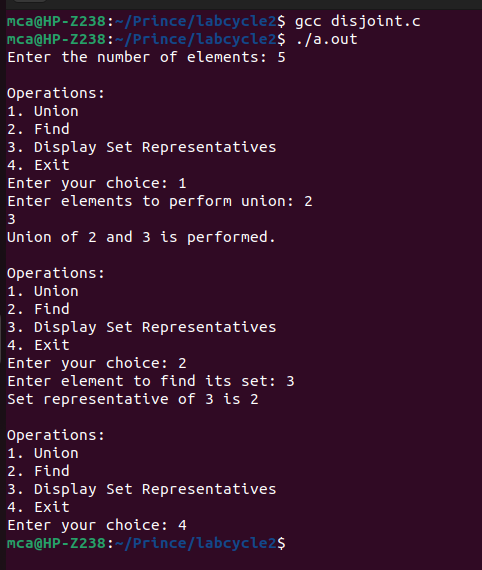 mca@HP-Z238:~/Prince/labcycle2$ gcc disjoint.c
mca@HP-Z238:~/Prince/labcycle2$ ./a.out
Enter the number of elements: 5

Operations:
1. Union
2. Find
3. Display Set Representatives
4. Exit
Enter your choice: 1
Enter elements to perform union: 2
3
Union of 2 and 3 is performed.

Operations:
1. Union
2. Find
3. Display Set Representatives
4. Exit
Enter your choice: 2
Enter element to find its set: 3
Set representative of 3 is 2

Operations:
1. Union
2. Find
3. Display Set Representatives
4. Exit
Enter your choice: 4
mca@HP-Z238:~/Prince/labcycle2$